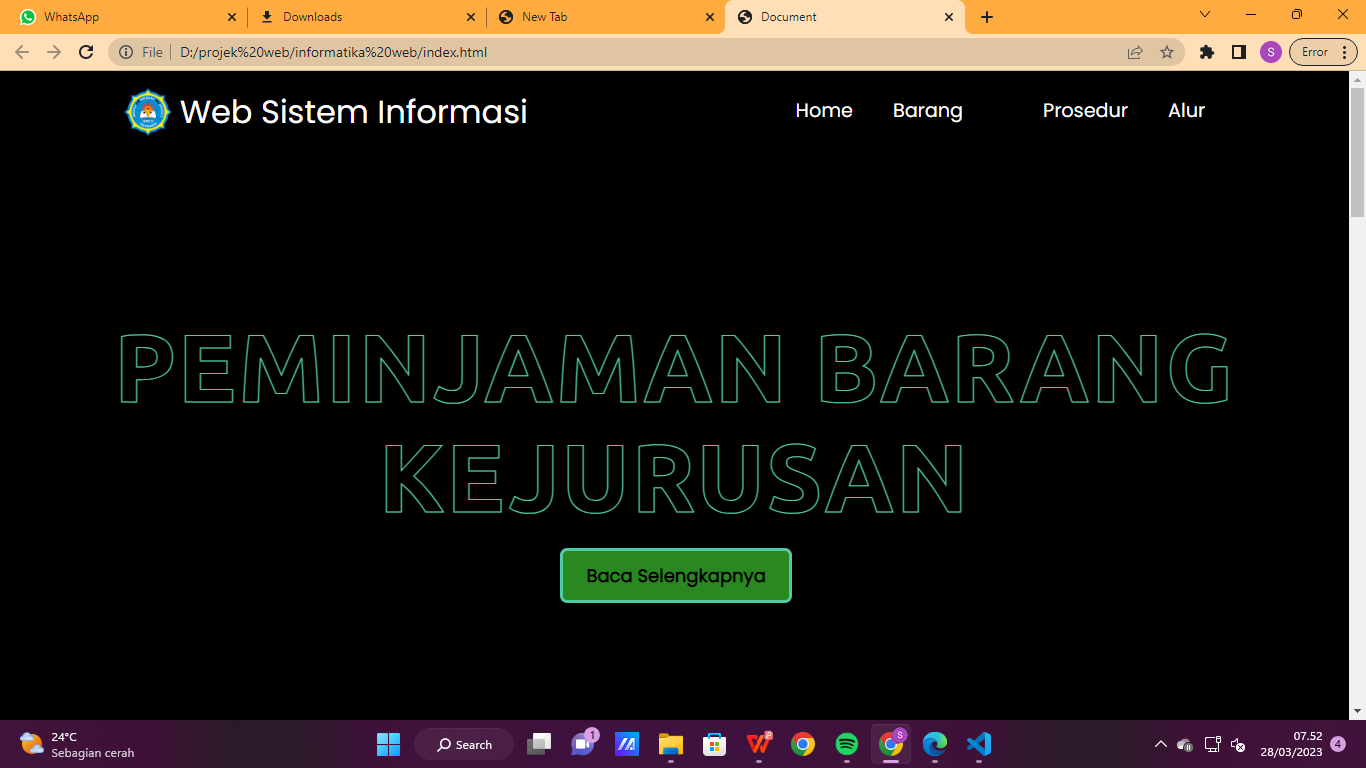 WhatsApp
Downloads
New Tab
Document
File
D:/projek%20web/informatika%20web/index.html
S
Error
Web Sistem Informasi
Home
Barang
Prosedur
Alur
PEMINJAMAN BARANG
KEJURUSAN
Baca Selengkapnya
24°C
Sebagian cerah
Search
1
S
07.52
28/03/2023
4